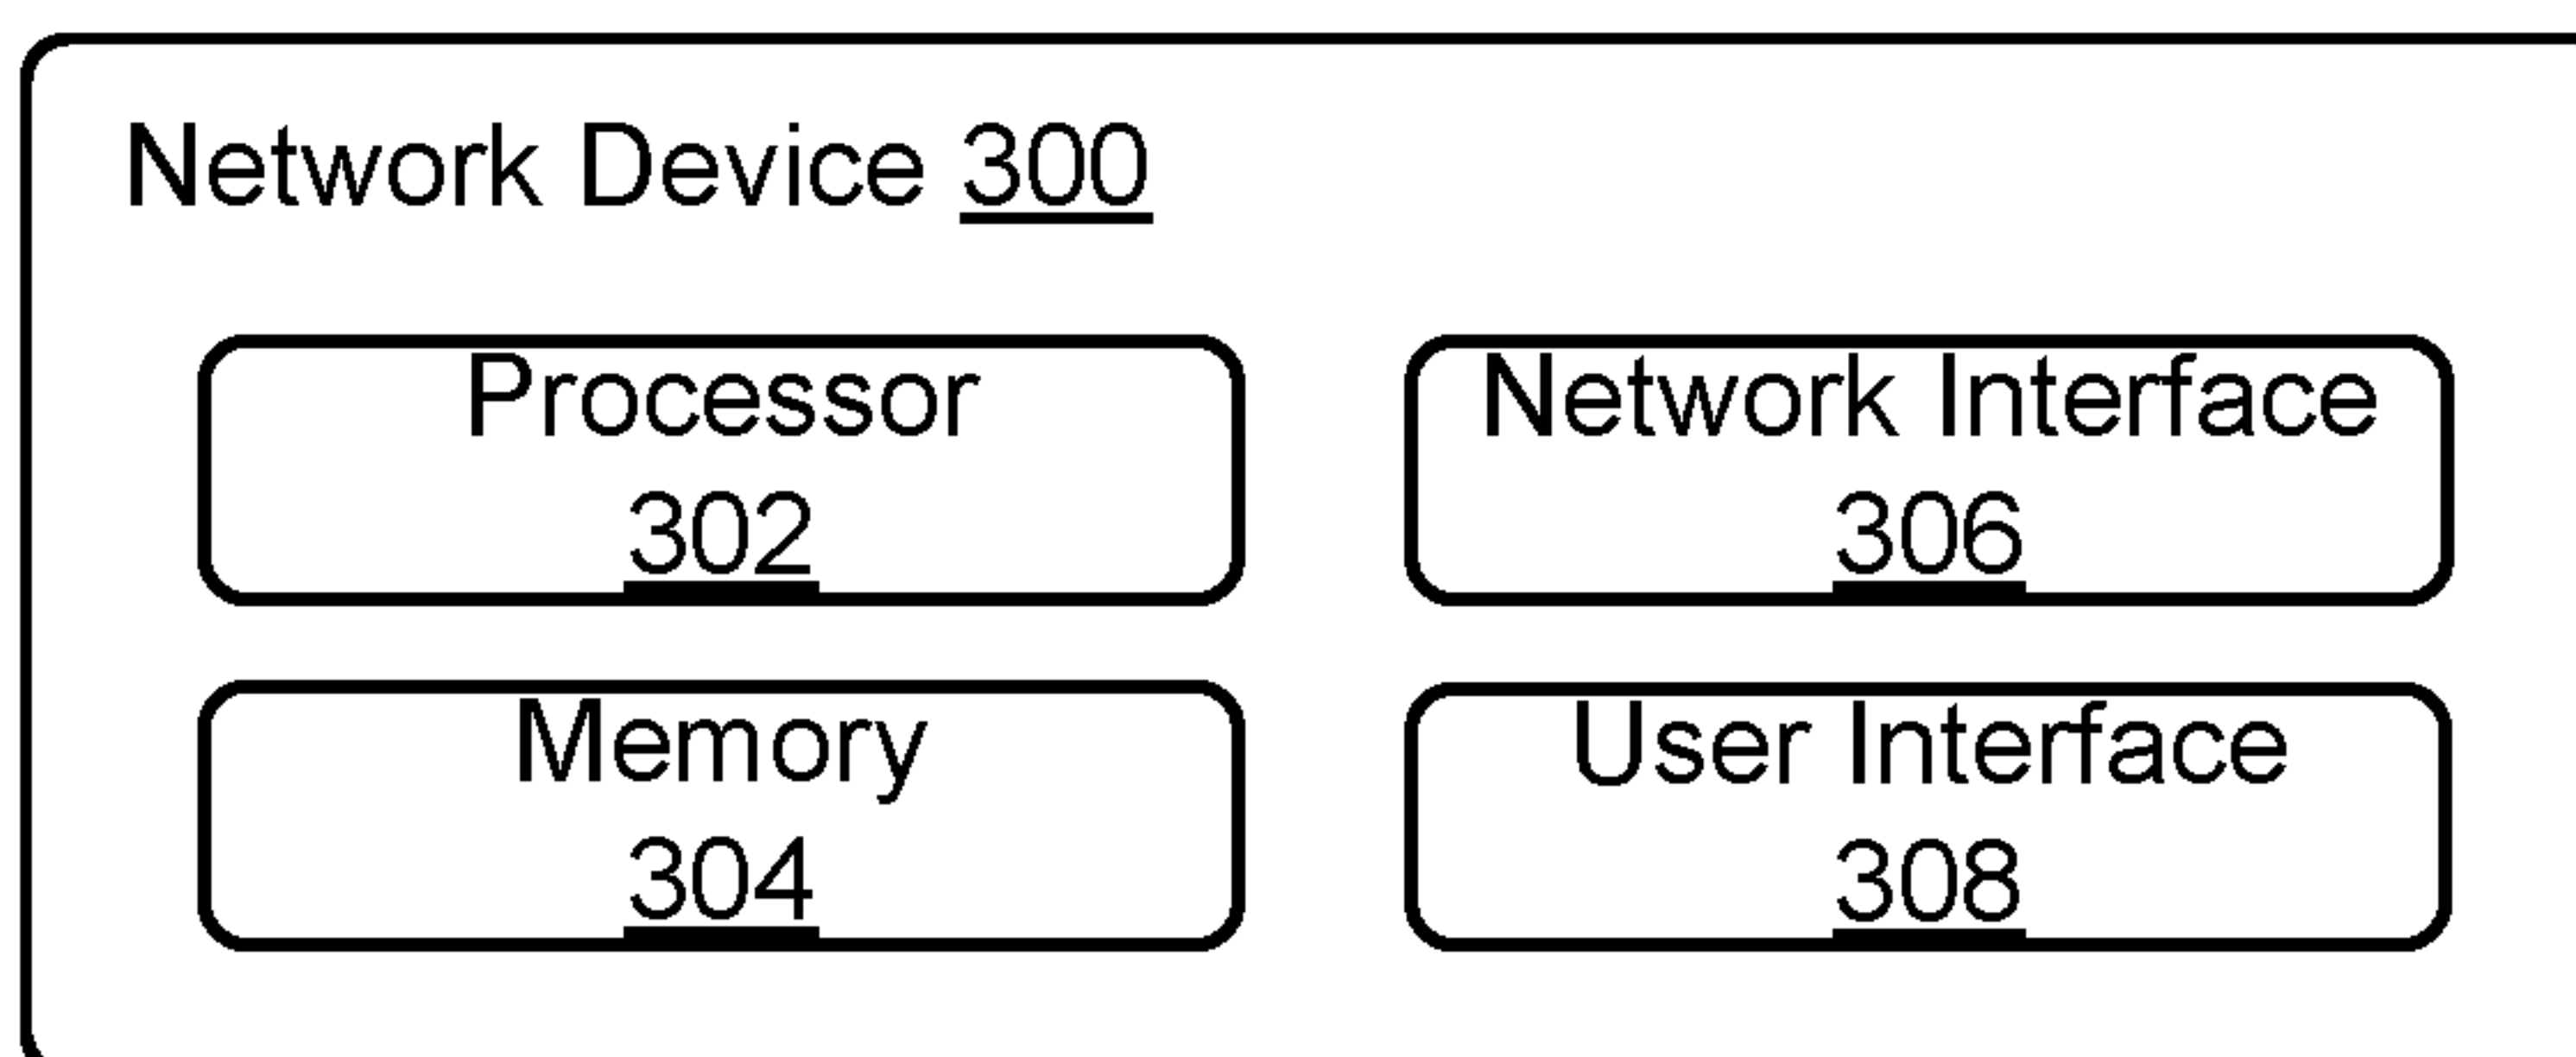 Network Device 300
Processor
302
Network Interface
306
Memory
304
User Interface
308